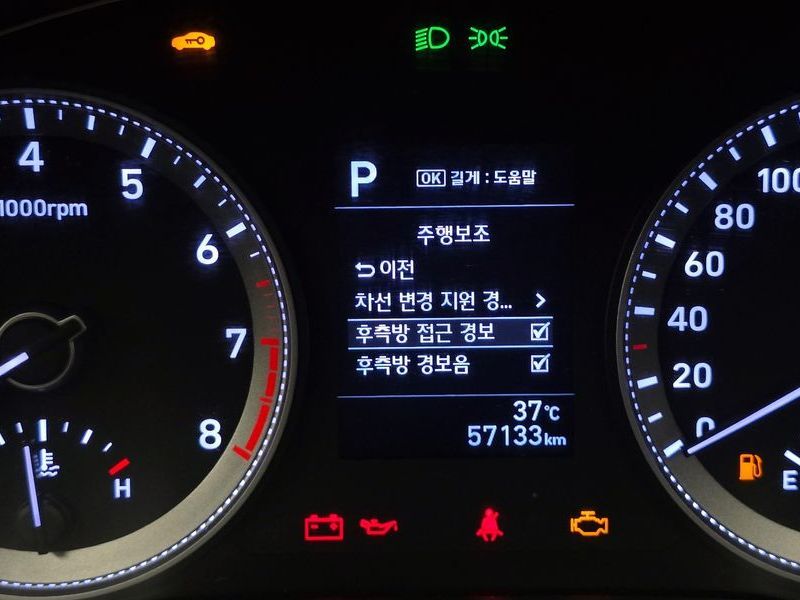 4
5
x1000rpm
6
7
8
H
P
OK 길게 : 도움말
주행보조
이전
차선 변경 지원 경...
후측방 접근 경보
후측방 경보음
37℃
57133km
100
80
60
40
20
0
E